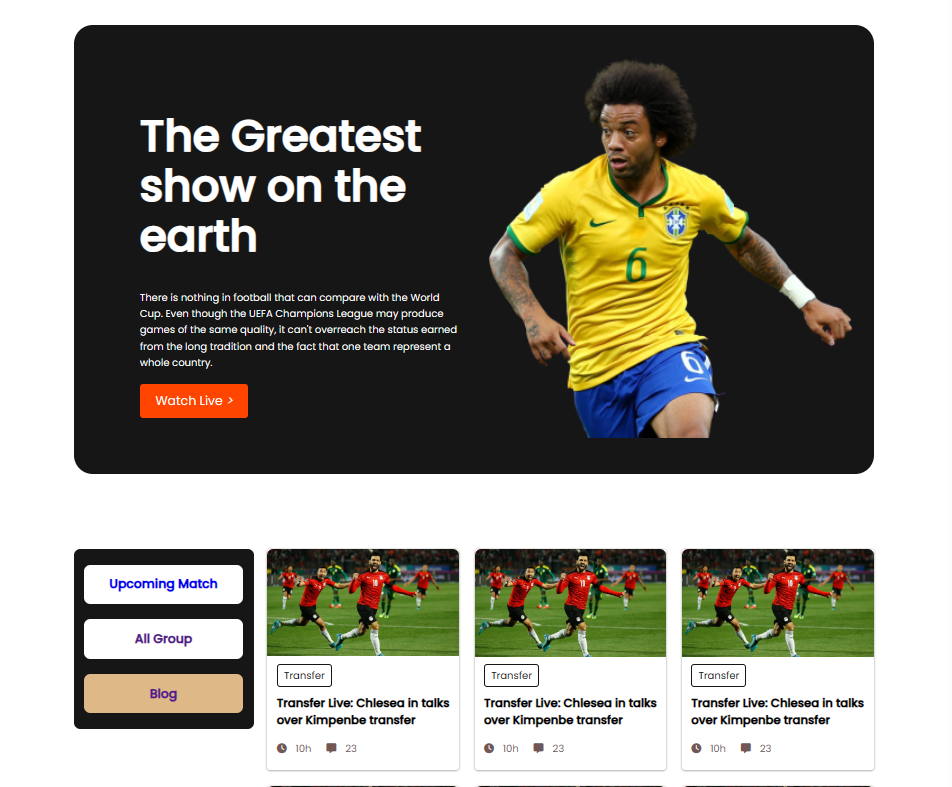 The Greatest
show on the
earth
There is nothing in football that can compare with the World
Cup. Even though the UEFA Champions League may produce
games of the same quality, it can't overreach the status earned
from the long tradition and the fact that one team represent a
whole country.
Watch Live >
6
6
Upcoming Match
All Group
Blog
Transfer
Transfer Live: Chlesea in talks
over Kimpenbe transfer
10h 23
Transfer
Transfer Live: Chlesea in talks
over Kimpenbe transfer
10h 23
Transfer
Transfer Live: Chlesea in talks
over Kimpenbe transfer
10h 23